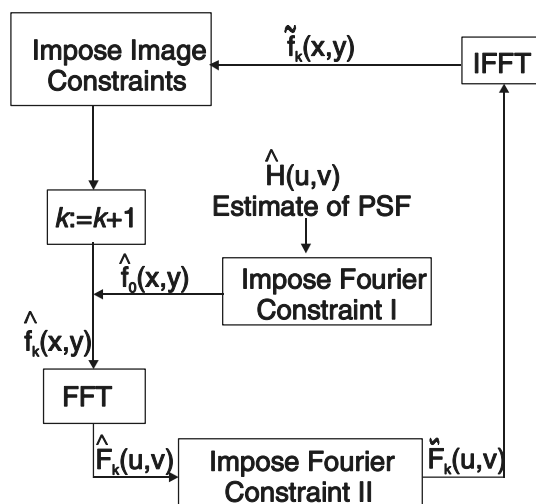 Impose Image
Constraints
f̃ₖ(x,y)
IFFT
k:=k+1
Ĥ(u,v)
Estimate of PSF
f̂₀(x,y)
Impose Fourier
Constraint I
f̂ₖ(x,y)
FFT
F̂ₖ(u,v)
Impose Fourier
Constraint II
F̃ₖ(u,v)